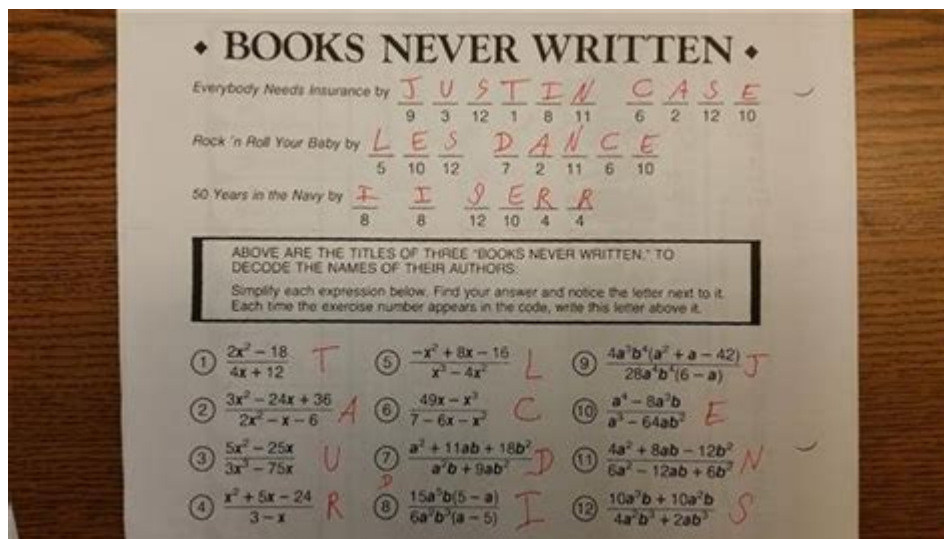 ◆ BOOKS NEVER WRITTEN ◆
Everybody Needs Insurance by J U S T I N C A S E
9 3 12 1 8 11 6 2 12 10
Rock 'n Roll Your Baby by L E S D A N C E
5 10 12 7 2 11 6 10
50 Years in the Navy by I I S E R R
8 8 12 10 4 4
ABOVE ARE THE TITLES OF THREE "BOOKS NEVER WRITTEN." TO
DECODE THE NAMES OF THEIR AUTHORS:
Simplify each expression below. Find your answer and notice the letter next to it.
Each time the exercise number appears in the code, write this letter above it.
① (2x² − 18)/(4x + 12) T ⑤ (−x² + 8x − 16)/(x³ − 4x²) L ⑨ (4a³b⁴(a² + a − 42))/(28a⁴b⁴(6 − a)) J
② (3x² − 24x + 36)/(2x² − x − 6) A ⑥ (49x − x³)/(7 − 6x − x²) C ⑩ (a⁴ − 8a³b)/(a³ − 64ab²) E
③ (5x² − 25x)/(3x³ − 75x) U ⑦ (a² + 11ab + 18b²)/(a²b + 9ab²) D ⑪ (4a² + 8ab − 12b²)/(6a² − 12ab + 6b²) N
D
④ (x² + 5x − 24)/(3 − x) R ⑧ (15a⁵b(5 − a))/(6a²b³(a − 5)) I ⑫ (10a³b + 10a²b)/(4a²b³ + 2ab³) S